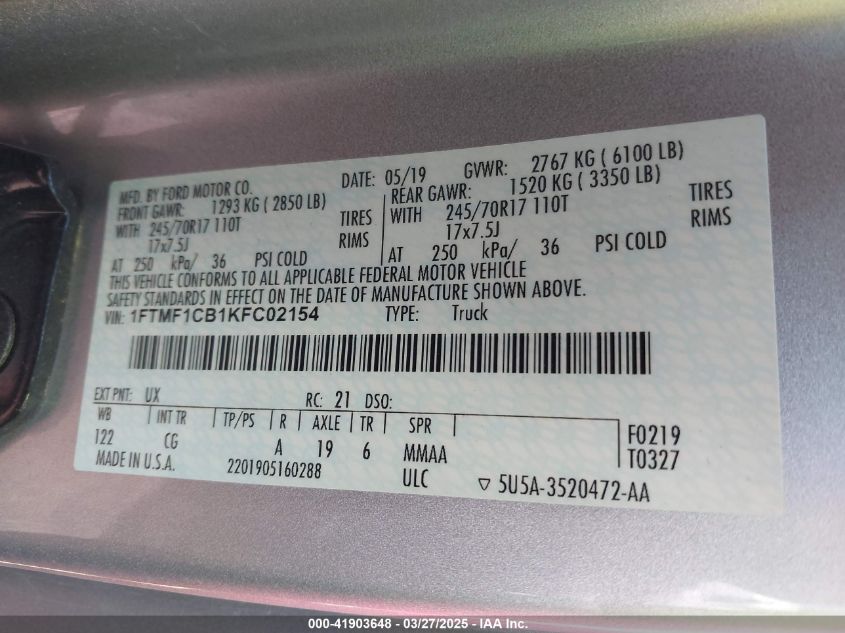 MFD. BY FORD MOTOR CO.
DATE: 05/19
GVWR: 2767 KG ( 6100 LB)
FRONT GAWR: 1293 KG ( 2850 LB)
WITH 245/70R17 110T TIRES
17x7.5J RIMS
AT 250 kPa/ 36 PSI COLD
REAR GAWR: 1520 KG ( 3350 LB)
WITH 245/70R17 110T TIRES
17x7.5J RIMS
AT 250 kPa/ 36 PSI COLD
THIS VEHICLE CONFORMS TO ALL APPLICABLE FEDERAL MOTOR VEHICLE
SAFETY STANDARDS IN EFFECT ON THE DATE OF MANUFACTURE SHOWN ABOVE.
VIN: 1FTMF1CB1KFC02154 TYPE: Truck
EXT PNT: UX RC: 21 DSO:
WB INT TR TP/PS R AXLE TR SPR
122 CG A 19 6 MMAA
F0219
T0327
MADE IN U.S.A. 2201905160288 ULC ▽ 5U5A-3520472-AA
000-41903648 - 03/27/2025 - IAA Inc.